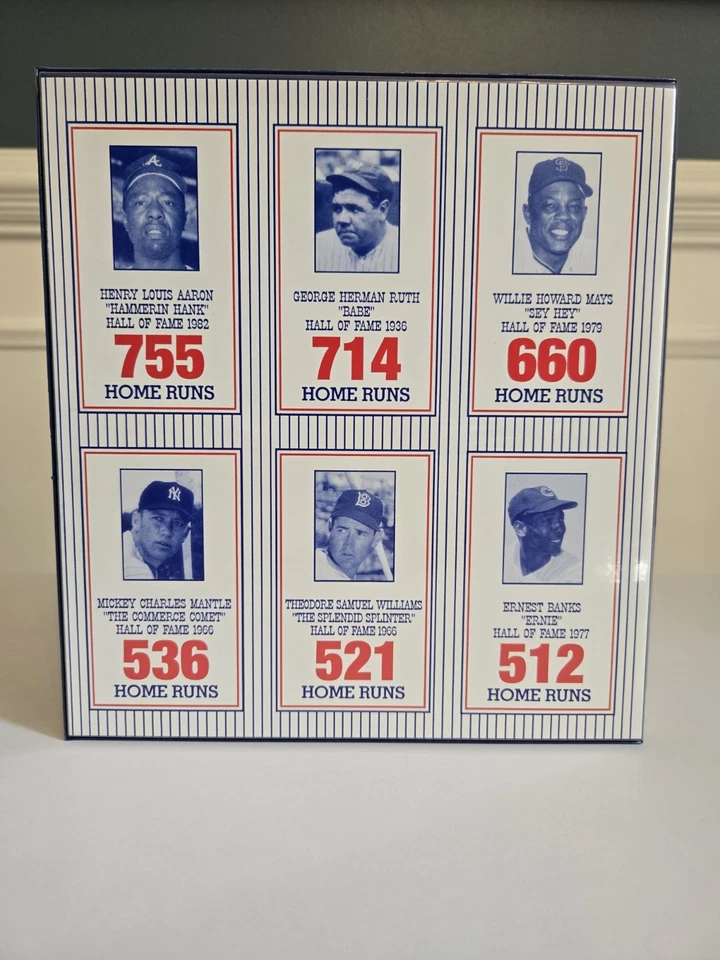 HENRY LOUIS AARON
"HAMMERIN HANK"
HALL OF FAME 1982
755
HOME RUNS
GEORGE HERMAN RUTH
"BABE"
HALL OF FAME 1936
714
HOME RUNS
WILLIE HOWARD MAYS
"SEY HEY"
HALL OF FAME 1979
660
HOME RUNS
MICKEY CHARLES MANTLE
"THE COMMERCE COMET"
HALL OF FAME 1966
536
HOME RUNS
THEODORE SAMUEL WILLIAMS
"THE SPLENDID SPLINTER"
HALL OF FAME 1966
521
HOME RUNS
ERNEST BANKS
"ERNIE"
HALL OF FAME 1977
512
HOME RUNS